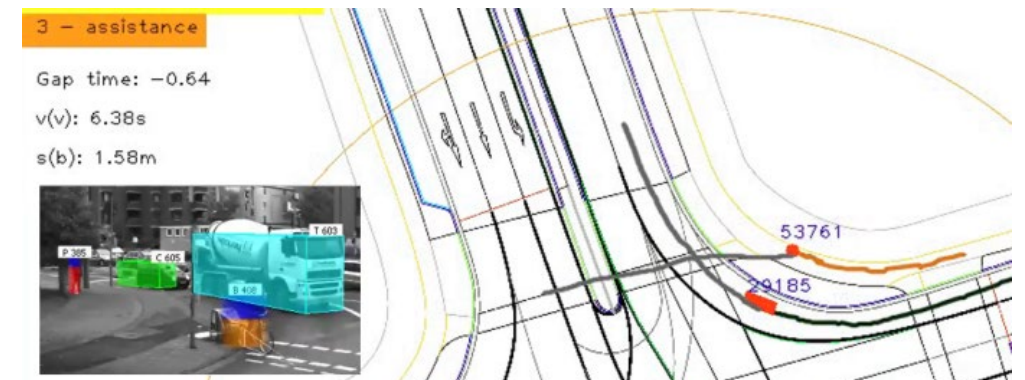 3 - assistance
Gap time: -0.64
v(v): 6.38s
s(b): 1.58m
53761
29185
P 385
C 605
T 603
B 408